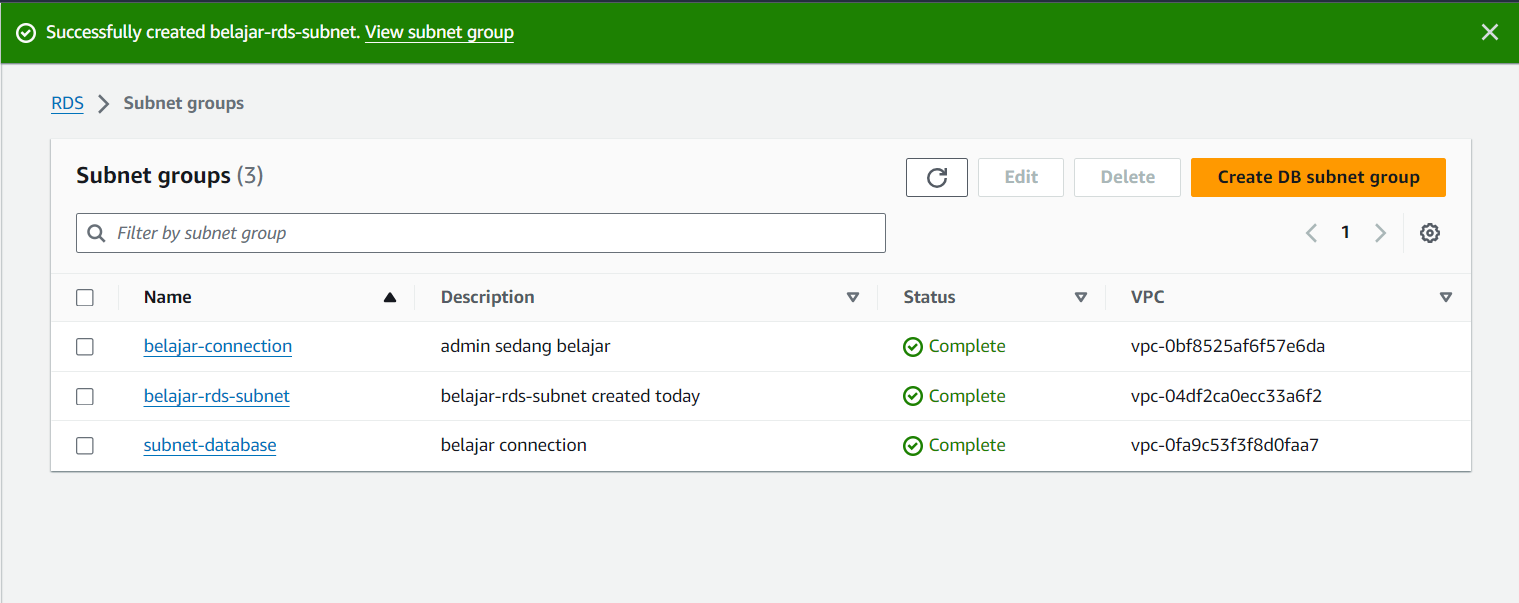 Successfully created belajar-rds-subnet. View subnet group
RDS Subnet groups
Subnet groups (3)
Edit Delete Create DB subnet group
Filter by subnet group
1
Name Description Status VPC
belajar-connection admin sedang belajar Complete vpc-0bf8525af6f57e6da
belajar-rds-subnet belajar-rds-subnet created today Complete vpc-04df2ca0ecc33a6f2
subnet-database belajar connection Complete vpc-0fa9c53f3f8d0faa7